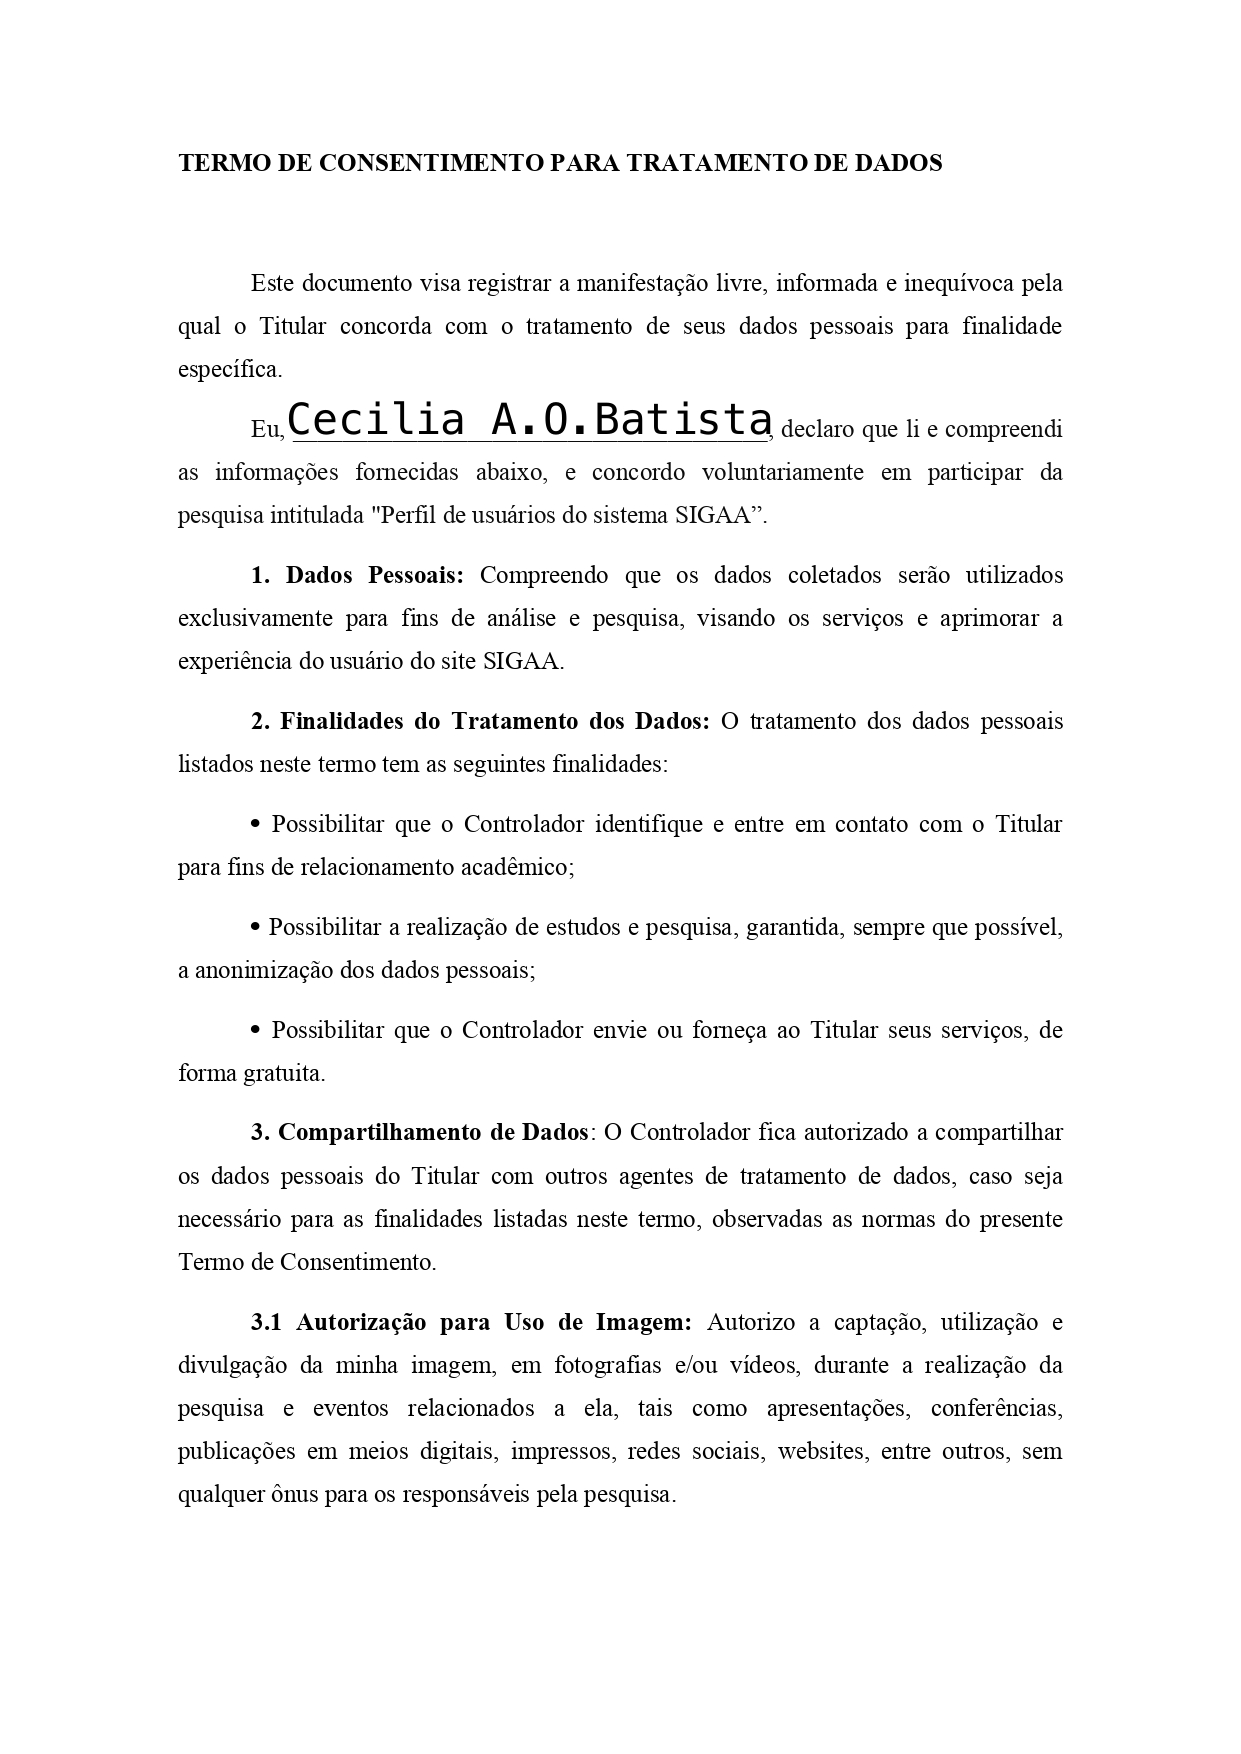 TERMO DE CONSENTIMENTO PARA TRATAMENTO DE DADOS
Este documento visa registrar a manifestação livre, informada e inequívoca pela
qual o Titular concorda com o tratamento de seus dados pessoais para finalidade
específica.
Eu, Cecilia A.O.Batista, declaro que li e compreendi
as informações fornecidas abaixo, e concordo voluntariamente em participar da
pesquisa intitulada "Perfil de usuários do sistema SIGAA”.
1. Dados Pessoais: Compreendo que os dados coletados serão utilizados
exclusivamente para fins de análise e pesquisa, visando os serviços e aprimorar a
experiência do usuário do site SIGAA.
2. Finalidades do Tratamento dos Dados: O tratamento dos dados pessoais
listados neste termo tem as seguintes finalidades:
• Possibilitar que o Controlador identifique e entre em contato com o Titular
para fins de relacionamento acadêmico;
• Possibilitar a realização de estudos e pesquisa, garantida, sempre que possível,
a anonimização dos dados pessoais;
• Possibilitar que o Controlador envie ou forneça ao Titular seus serviços, de
forma gratuita.
3. Compartilhamento de Dados: O Controlador fica autorizado a compartilhar
os dados pessoais do Titular com outros agentes de tratamento de dados, caso seja
necessário para as finalidades listadas neste termo, observadas as normas do presente
Termo de Consentimento.
3.1 Autorização para Uso de Imagem: Autorizo a captação, utilização e
divulgação da minha imagem, em fotografias e/ou vídeos, durante a realização da
pesquisa e eventos relacionados a ela, tais como apresentações, conferências,
publicações em meios digitais, impressos, redes sociais, websites, entre outros, sem
qualquer ônus para os responsáveis pela pesquisa.